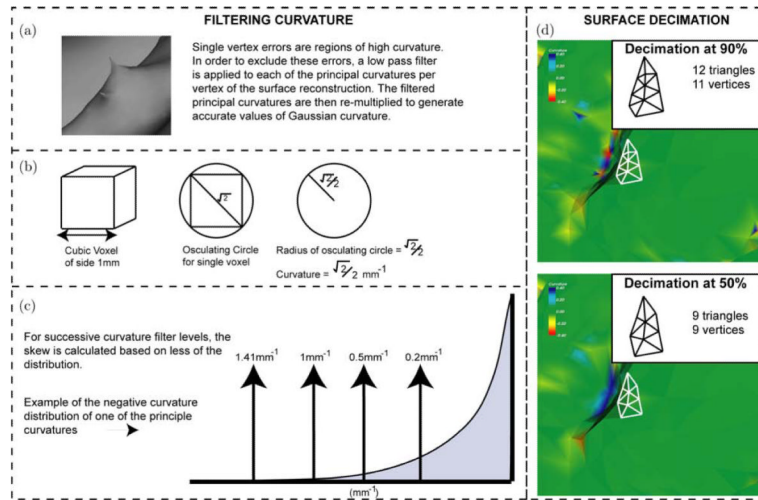 FILTERING CURVATURE
(a)
Single vertex errors are regions of high curvature.
In order to exclude these errors, a low pass filter
is applied to each of the principal curvatures per
vertex of the surface reconstruction. The filtered
principal curvatures are then re-multiplied to generate
accurate values of Gaussian curvature.
(b)
√2
√2/2
Cubic Voxel
of side 1mm
Osculating Circle
for single voxel
Radius of osculating circle = √2/2
Curvature = √2/2 mm⁻¹
(c)
For successive curvature filter levels, the
skew is calculated based on less of the
distribution.
Example of the negative curvature
distribution of one of the principle
curvatures
1.41mm⁻¹ 1mm⁻¹ 0.5mm⁻¹ 0.2mm⁻¹
(mm⁻¹)
SURFACE DECIMATION
(d)
Curvature
Decimation at 90%
12 triangles
11 vertices
Curvature
Decimation at 50%
9 triangles
9 vertices